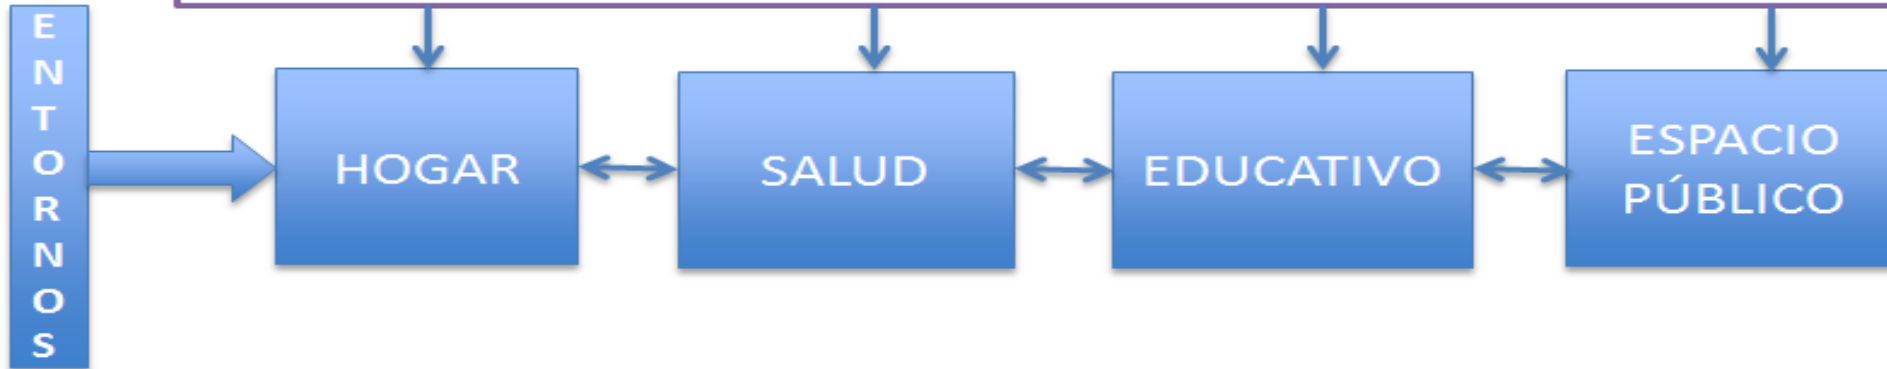 ENTORNOS
HOGAR
SALUD
EDUCATIVO
ESPACIO
PÚBLICO